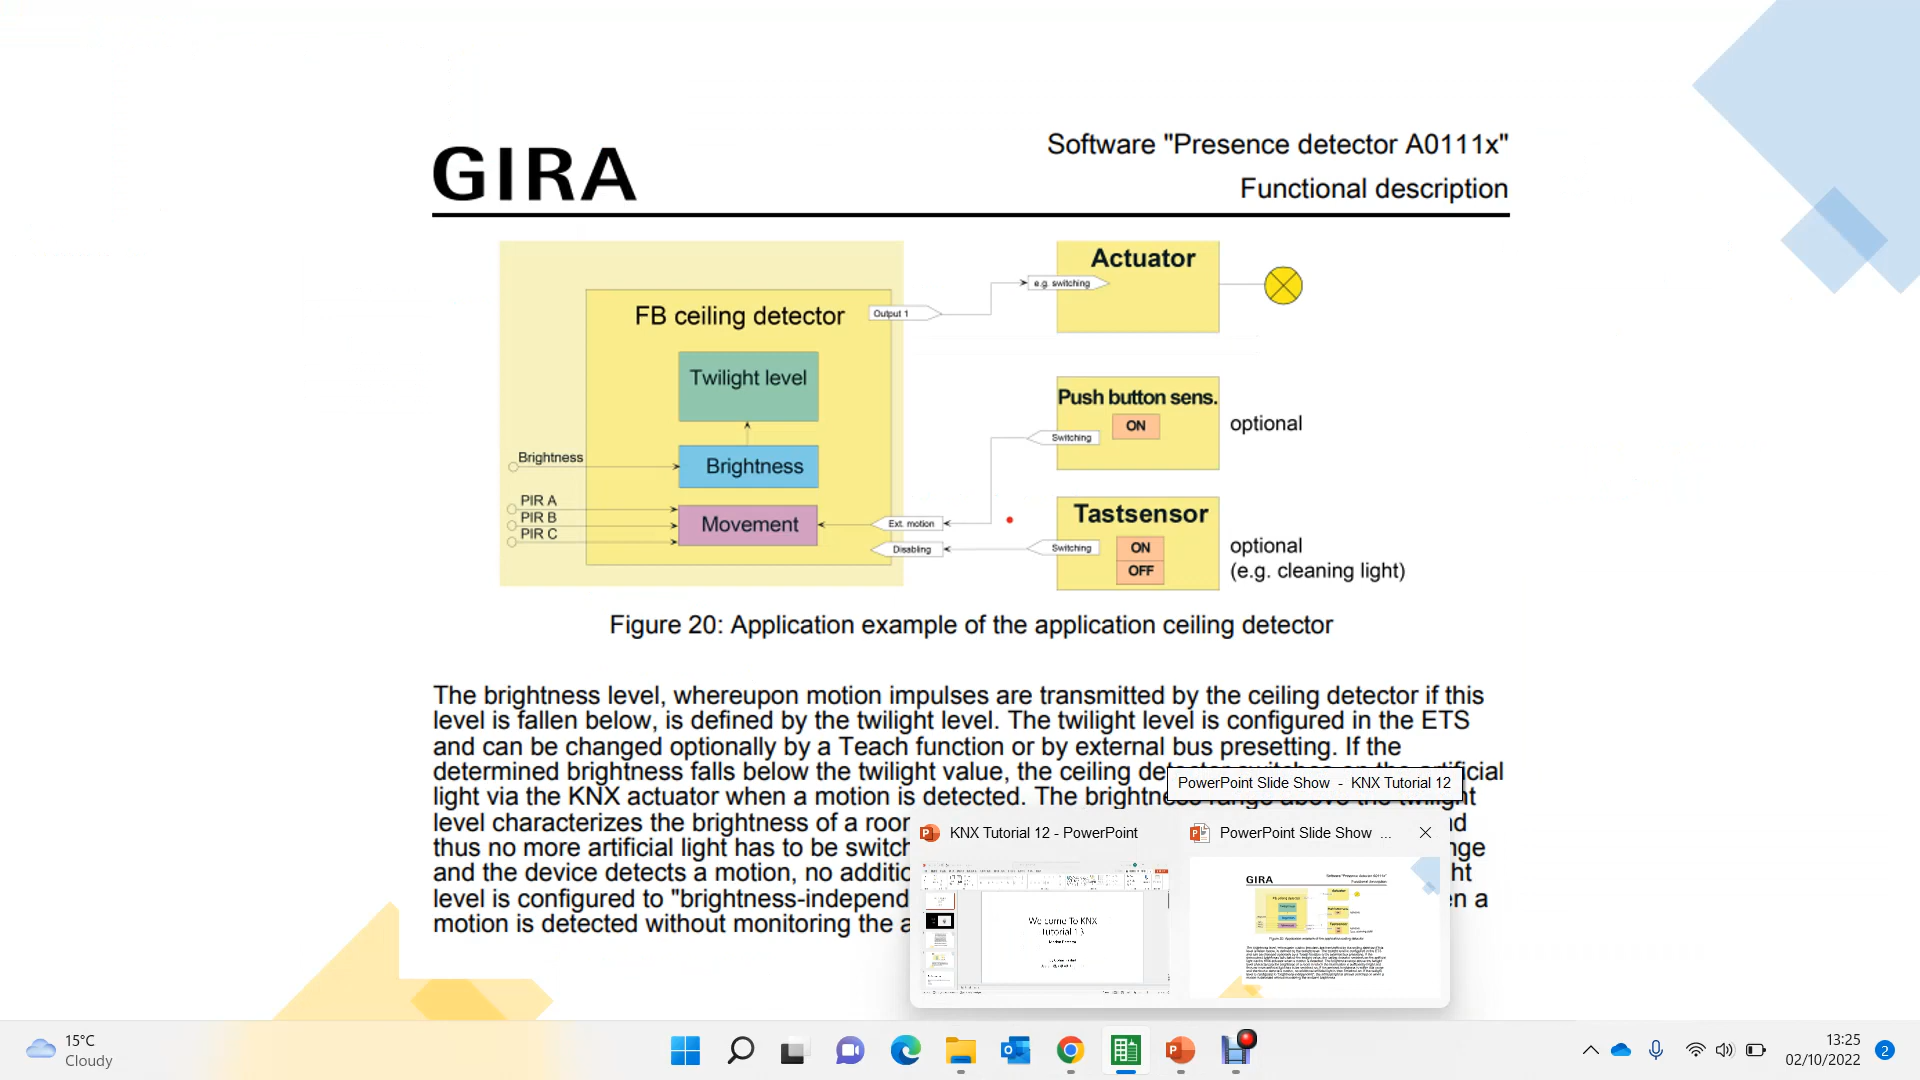 GIRA
Software "Presence detector A0111x"
Functional description
FB ceiling detector
Output 1
Twilight level
Brightness
Brightness
PIR A
PIR B
PIR C
Movement
Ext. motion
Disabling
Actuator
e.g. switching
Push button sens.
ON
Switching
optional
Tastsensor
ON
OFF
Switching
optional
(e.g. cleaning light)
Figure 20: Application example of the application ceiling detector
The brightness level, whereupon motion impulses are transmitted by the ceiling detector if this
level is fallen below, is defined by the twilight level. The twilight level is configured in the ETS
and can be changed optionally by a Teach function or by external bus presetting. If the
determined brightness falls below the twilight value, the ceiling
light via the KNX actuator when a motion is detected. The
level characterizes the brightness of a
thus no more artificial light has to be
and the device detects a motion, no
level is configured to
motion is detected without monitoring the
PowerPoint Slide Show - KNX Tutorial 12
KNX Tutorial 12 - PowerPoint
PowerPoint Slide Show ...
Welcome To KNX
Tutorial 13
GIRA
15°C
Cloudy
13:25
02/10/2022
2